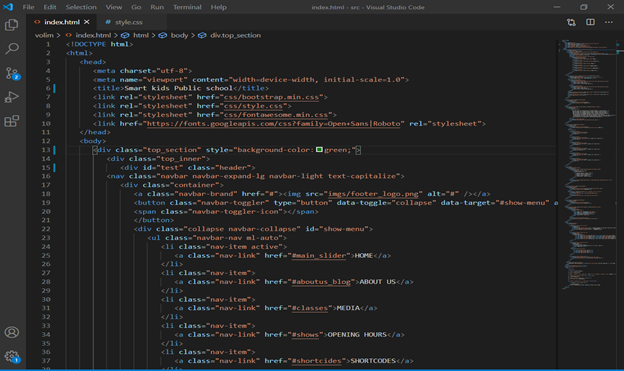 File Edit Selection View Go Run Terminal Help index.html - src - Visual Studio Code
index.html # style.css
volim > index.html > html > body > div.top_section
1 <!DOCTYPE html>
2 <html>
3 <head>
4 <meta charset="utf-8">
5 <meta name="viewport" content="width=device-width, initial-scale=1.0">
6 <title>Smart kids Public school</title>
7 <link rel="stylesheet" href="css/bootstrap.min.css">
8 <link rel="stylesheet" href="css/style.css">
9 <link rel="stylesheet" href="css/fontawesome.min.css">
10 <link href="https://fonts.googleapis.com/css?family=Open+Sans|Roboto" rel="stylesheet">
11 </head>
12 <body>
13 <div class="top_section" style="background-color:green;">
14 <div class="top_inner">
15 <div id="test" class="header">
16 <nav class="navbar navbar-expand-lg navbar-light text-capitalize">
17 <div class="container">
18 <a class="navbar-brand" href="#"><img src="imgs/footer_logo.png" alt="#" /></a>
19 <button class="navbar-toggler" type="button" data-toggle="collapse" data-target="#show-menu" a
20 <span class="navbar-toggler-icon"></span>
21 </button>
22 <div class="collapse navbar-collapse" id="show-menu">
23 <ul class="navbar-nav ml-auto">
24 <li class="nav-item active">
25 <a class="nav-link" href="#main_slider">HOME</a>
26 </li>
27 <li class="nav-item">
28 <a class="nav-link" href="#aboutus_blog">ABOUT US</a>
29 </li>
30 <li class="nav-item">
31 <a class="nav-link" href="#classes">MEDIA</a>
32 </li>
33 <li class="nav-item">
34 <a class="nav-link" href="#shows">OPENING HOURS</a>
35 </li>
36 <li class="nav-item">
37 <a class="nav-link" href="#shortcides">SHORTCODES</a>
38 </li>
2
1